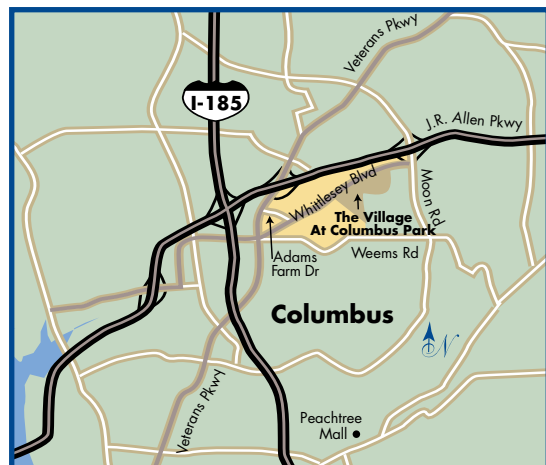 Veterans Pkwy
I-185
J.R. Allen Pkwy
Whittlesey Blvd
Moon Rd
The Village
At Columbus Park
Adams
Farm Dr
Weems Rd
Columbus
N
Veterans Pkwy
Peachtree
Mall